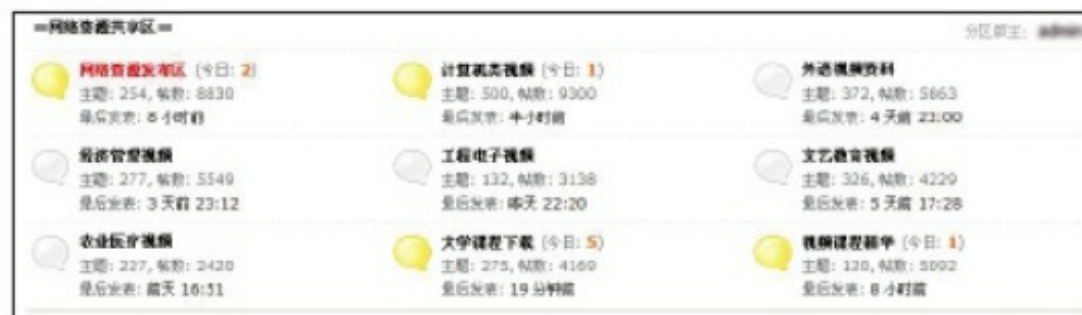 =网络资源共享区=
分区版主: admin
网络资源发布区 (今日: 2)
主题: 254, 帖数: 8830
最后发表: 8 小时前
计算机类视频 (今日: 1)
主题: 500, 帖数: 9300
最后发表: 半小时前
外语视频资料
主题: 372, 帖数: 5863
最后发表: 4 天前 23:00
经济管理视频
主题: 277, 帖数: 5549
最后发表: 3 天前 23:12
工程电子视频
主题: 132, 帖数: 3138
最后发表: 昨天 22:20
文艺教育视频
主题: 326, 帖数: 4229
最后发表: 5 天前 17:28
农业医疗视频
主题: 227, 帖数: 2420
最后发表: 前天 16:51
大学课程下载 (今日: 5)
主题: 275, 帖数: 4169
最后发表: 19 分钟前
视频课程精华 (今日: 1)
主题: 120, 帖数: 5092
最后发表: 8 小时前